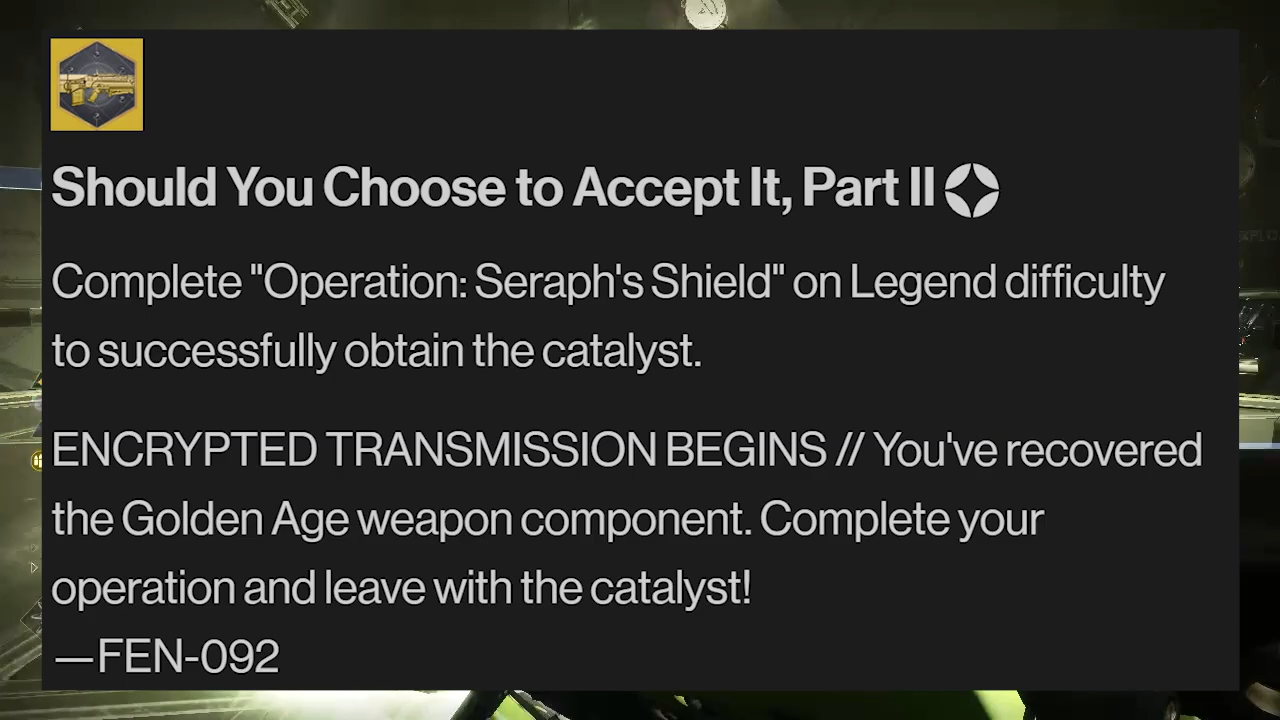 Should You Choose to Accept It, Part II
Complete "Operation: Seraph's Shield" on Legend difficulty
to successfully obtain the catalyst.
ENCRYPTED TRANSMISSION BEGINS // You've recovered
the Golden Age weapon component. Complete your
operation and leave with the catalyst!
—FEN-092